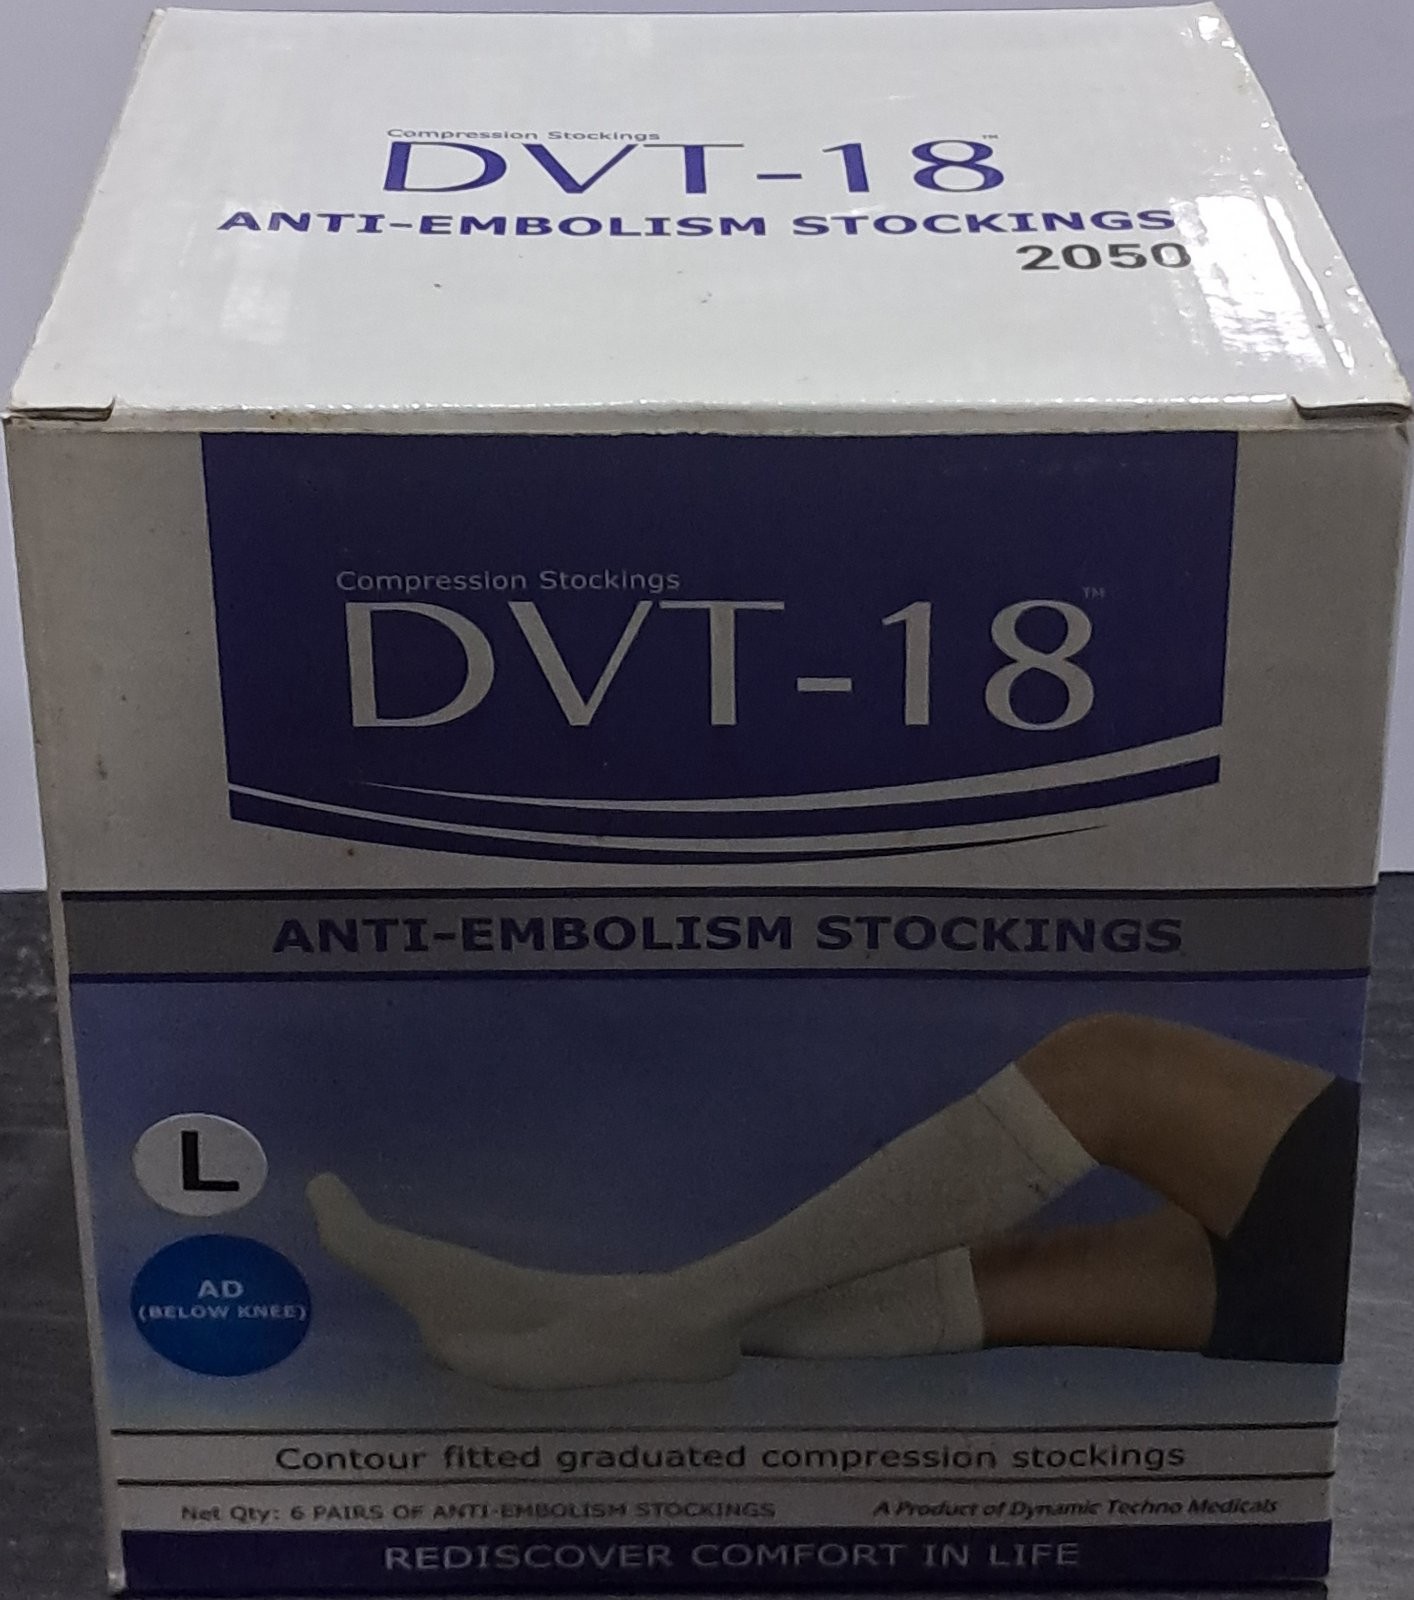 Compression Stockings
DVT-18™
ANTI-EMBOLISM STOCKINGS
2050
Compression Stockings
DVT-18™
ANTI-EMBOLISM STOCKINGS
L
AD
(BELOW KNEE)
Contour fitted graduated compression stockings
Net Qty: 6 PAIRS OF ANTI-EMBOLISM STOCKINGS
A Product of Dynamic Techno Medicals
REDISCOVER COMFORT IN LIFE